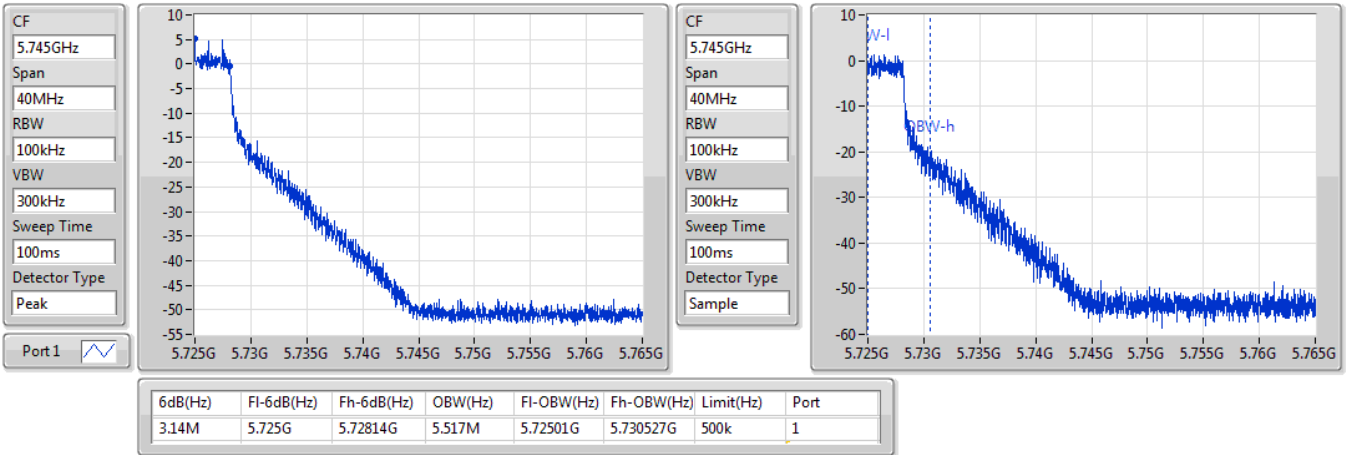 CF
5.745GHz
Span
40MHz
RBW
100kHz
VBW
300kHz
Sweep Time
100ms
Detector Type
Peak
Port 1
10
5
0
-5
-10
-15
-20
-25
-30
-35
-40
-45
-50
-55
5.725G 5.73G 5.735G 5.74G 5.745G 5.75G 5.755G 5.76G 5.765G
CF
5.745GHz
Span
40MHz
RBW
100kHz
VBW
300kHz
Sweep Time
100ms
Detector Type
Sample
10
0
-10
-20
-30
-40
-50
-60
W-l
OBW-h
5.725G 5.73G 5.735G 5.74G 5.745G 5.75G 5.755G 5.76G 5.765G
6dB(Hz) Fl-6dB(Hz) Fh-6dB(Hz) OBW(Hz) Fl-OBW(Hz) Fh-OBW(Hz) Limit(Hz) Port
3.14M 5.725G 5.72814G 5.517M 5.72501G 5.730527G 500k 1